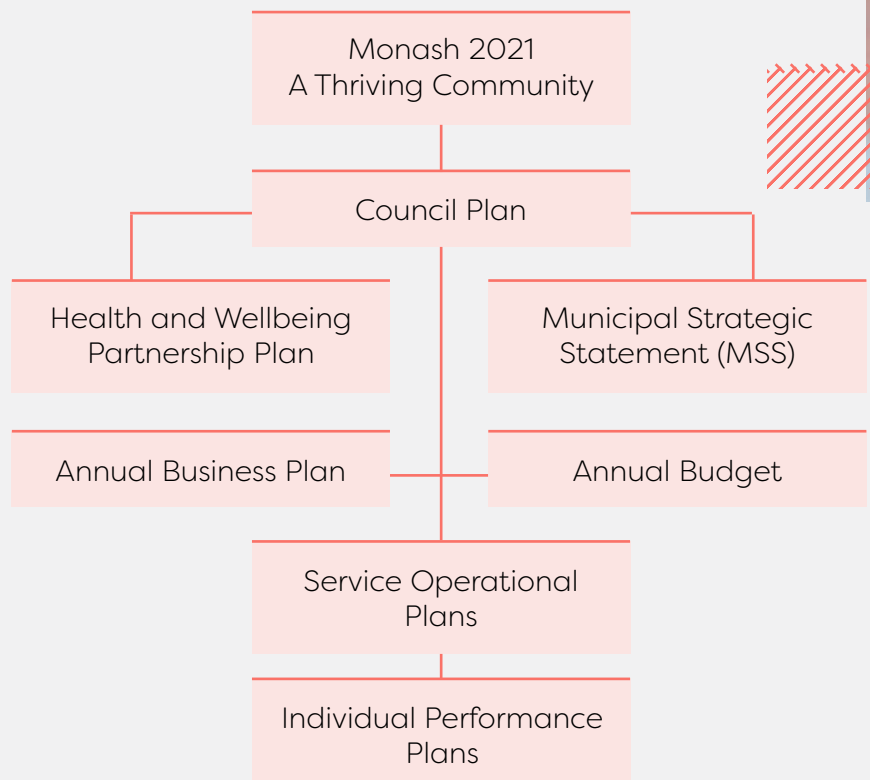 Monash 2021
A Thriving Community
Council Plan
Health and Wellbeing
Partnership Plan
Municipal Strategic
Statement (MSS)
Annual Business Plan
Annual Budget
Service Operational
Plans
Individual Performance
Plans